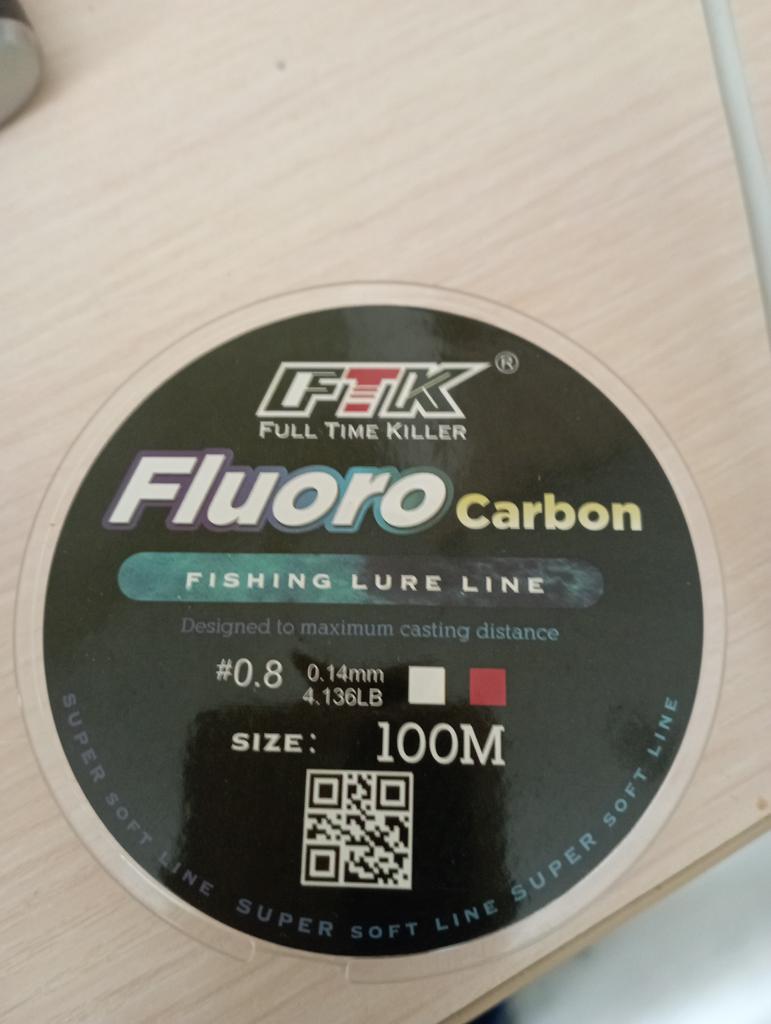 FTK®
FULL TIME KILLER
Fluoro Carbon
FISHING LURE LINE
Designed to maximum casting distance
#0.8 0.14mm
4.136LB
SIZE: 100M
SUPER SOFT LINE SUPER SOFT LINE SUPER SOFT LINE